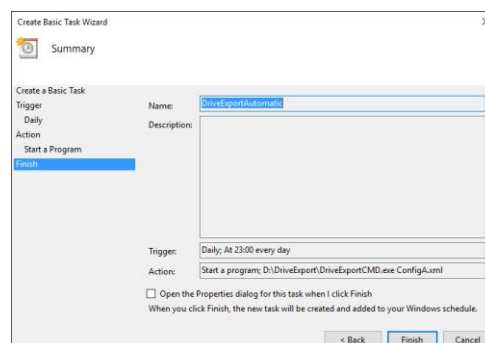 Create Basic Task Wizard
Summary
Create a Basic Task
Trigger
Daily
Action
Start a Program
Finish
Name: DriveExportAutomatic
Description:
Trigger: Daily; At 23:00 every day
Action: Start a program; D:\DriveExport\DriveExportCMD.exe ConfigA.xml
Open the Properties dialog for this task when I click Finish
When you click Finish, the new task will be created and added to your Windows schedule.
< Back Finish Cancel